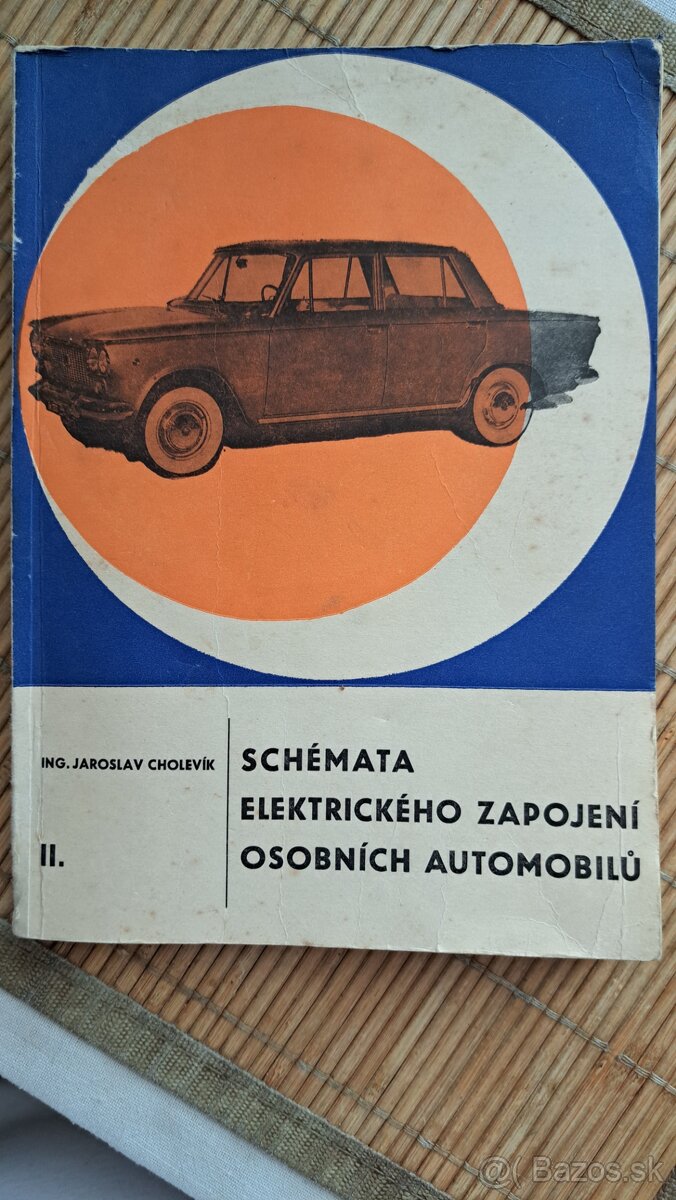 ING. JAROSLAV CHOLEVÍK
II.
SCHÉMATA
ELEKTRICKÉHO ZAPOJENÍ
OSOBNÍCH AUTOMOBILŮ
@( Bazos.sk